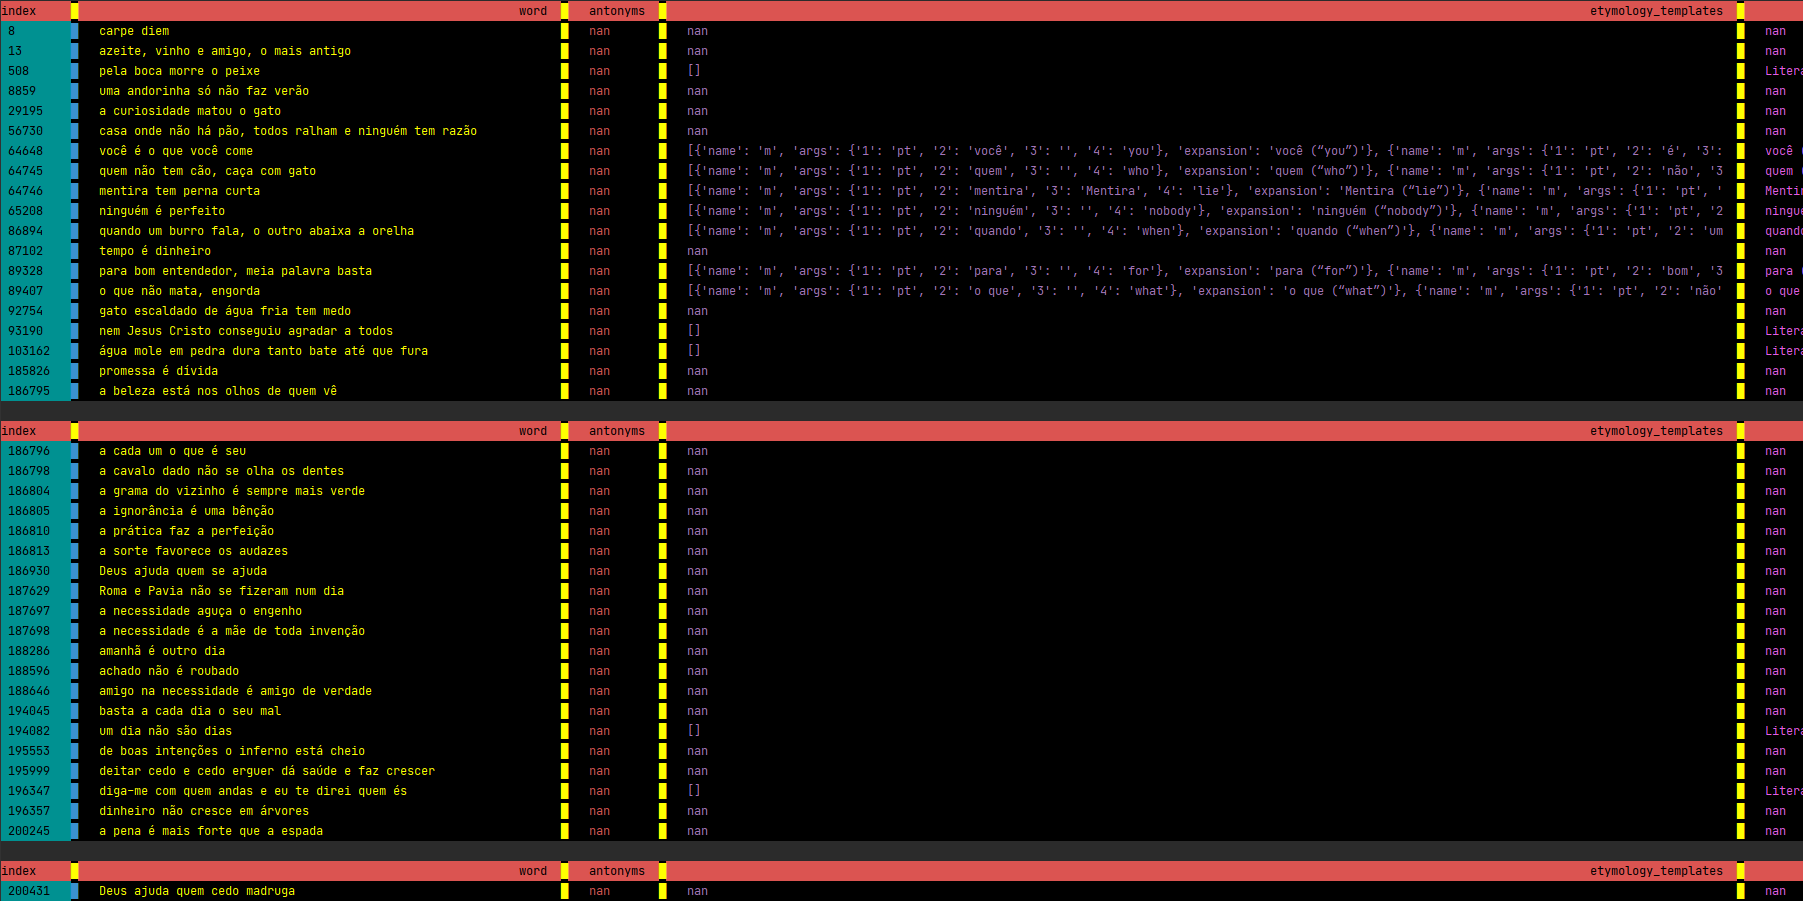 index word antonyms etymology_templates
8 carpe diem nan nan nan
13 azeite, vinho e amigo, o mais antigo nan nan nan
508 pela boca morre o peixe nan [] Litera
8859 uma andorinha só não faz verão nan nan nan
29195 a curiosidade matou o gato nan nan nan
56730 casa onde não há pão, todos ralham e ninguém tem razão nan nan nan
64648 você é o que você come nan [{'name': 'm', 'args': {'1': 'pt', '2': 'você', '3': '', '4': 'you'}, 'expansion': 'você (“you”)'}, {'name': 'm', 'args': {'1': 'pt', '2': 'é', '3': você (
64745 quem não tem cão, caça com gato nan [{'name': 'm', 'args': {'1': 'pt', '2': 'quem', '3': '', '4': 'who'}, 'expansion': 'quem (“who”)'}, {'name': 'm', 'args': {'1': 'pt', '2': 'não', '3 quem (
64746 mentira tem perna curta nan [{'name': 'm', 'args': {'1': 'pt', '2': 'mentira', '3': 'Mentira', '4': 'lie'}, 'expansion': 'Mentira (“lie”)'}, {'name': 'm', 'args': {'1': 'pt', ' Mentir
65208 ninguém é perfeito nan [{'name': 'm', 'args': {'1': 'pt', '2': 'ninguém', '3': '', '4': 'nobody'}, 'expansion': 'ninguém (“nobody”)'}, {'name': 'm', 'args': {'1': 'pt', '2 ningué
86894 quando um burro fala, o outro abaixa a orelha nan [{'name': 'm', 'args': {'1': 'pt', '2': 'quando', '3': '', '4': 'when'}, 'expansion': 'quando (“when”)'}, {'name': 'm', 'args': {'1': 'pt', '2': 'um quando
87102 tempo é dinheiro nan nan nan
89328 para bom entendedor, meia palavra basta nan [{'name': 'm', 'args': {'1': 'pt', '2': 'para', '3': '', '4': 'for'}, 'expansion': 'para (“for”)'}, {'name': 'm', 'args': {'1': 'pt', '2': 'bom', '3 para (
89407 o que não mata, engorda nan [{'name': 'm', 'args': {'1': 'pt', '2': 'o que', '3': '', '4': 'what'}, 'expansion': 'o que (“what”)'}, {'name': 'm', 'args': {'1': 'pt', '2': 'não' o que
92754 gato escaldado de água fria tem medo nan nan nan
93190 nem Jesus Cristo conseguiu agradar a todos nan [] Litera
103162 água mole em pedra dura tanto bate até que fura nan [] Litera
185826 promessa é dívida nan nan nan
186795 a beleza está nos olhos de quem vê nan nan nan
index word antonyms etymology_templates
186796 a cada um o que é seu nan nan nan
186798 a cavalo dado não se olha os dentes nan nan nan
186804 a grama do vizinho é sempre mais verde nan nan nan
186805 a ignorância é uma bênção nan nan nan
186810 a prática faz a perfeição nan nan nan
186813 a sorte favorece os audazes nan nan nan
186930 Deus ajuda quem se ajuda nan nan nan
187629 Roma e Pavia não se fizeram num dia nan nan nan
187697 a necessidade aguça o engenho nan nan nan
187698 a necessidade é a mãe de toda invenção nan nan nan
188286 amanhã é outro dia nan nan nan
188596 achado não é roubado nan nan nan
188646 amigo na necessidade é amigo de verdade nan nan nan
194045 basta a cada dia o seu mal nan nan nan
194082 um dia não são dias nan [] Litera
195553 de boas intenções o inferno está cheio nan nan nan
195999 deitar cedo e cedo erguer dá saúde e faz crescer nan nan nan
196347 diga-me com quem andas e eu te direi quem és nan [] Litera
196357 dinheiro não cresce em árvores nan nan nan
200245 a pena é mais forte que a espada nan nan nan
index word antonyms etymology_templates
200431 Deus ajuda quem cedo madruga nan nan nan